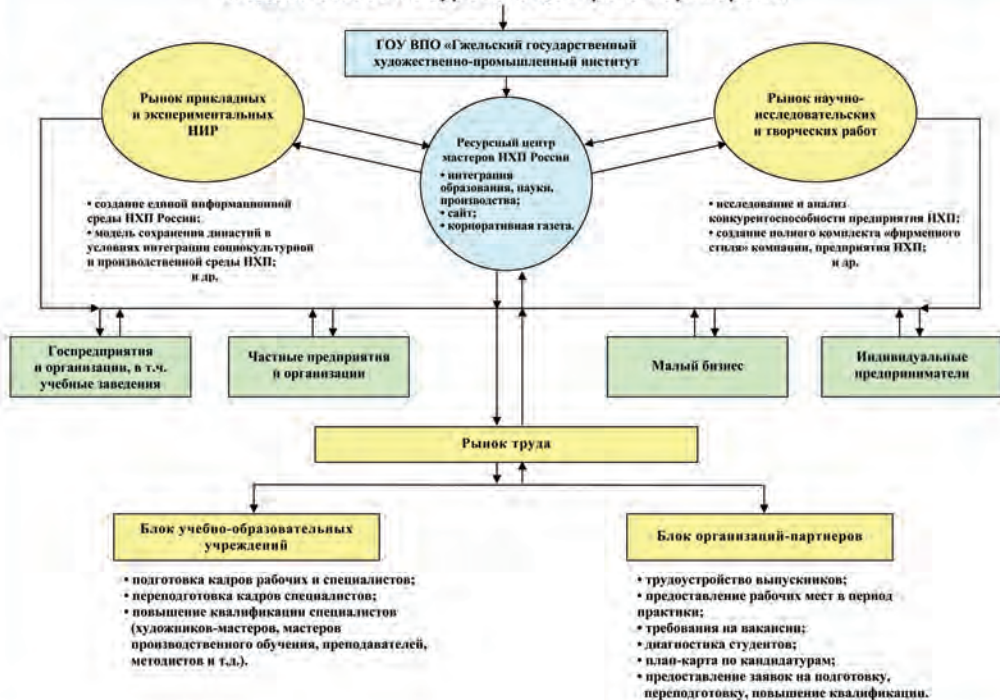 ГОУ ВПО «Гжельский государственный
художественно-промышленный институт
Рынок прикладных
и экспериментальных
НИР
Рынок научно-
исследовательских
и творческих работ
Ресурсный центр
мастеров НХП России
• интеграция
образования, науки,
производства;
• сайт;
• корпоративная газета.
• создание единой информационной
среды НХП России;
• модель сохранения династий в
условиях интеграции социокультурной
и производственной среды НХП;
и др.
• исследование и анализ
конкурентоспособности предприятия НХП;
• создание полного комплекта «фирменного
стиля» компании, предприятия НХП;
и др.
Госпредприятия
и организации, в т.ч.
учебные заведения
Частные предприятия
и организации
Малый бизнес
Индивидуальные
предприниматели
Рынок труда
Блок учебно-образовательных
учреждений
Блок организаций-партнеров
• подготовка кадров рабочих и специалистов;
• переподготовка кадров специалистов;
• повышение квалификации специалистов
(художников-мастеров, мастеров
производственного обучения, преподавателей,
методистов и т.д.).
• трудоустройство выпускников;
• предоставление рабочих мест в период
практики;
• требования на вакансии;
• диагностика студентов;
• план-карта по кандидатурам;
• предоставление заявок на подготовку,
переподготовку, повышение квалификации.